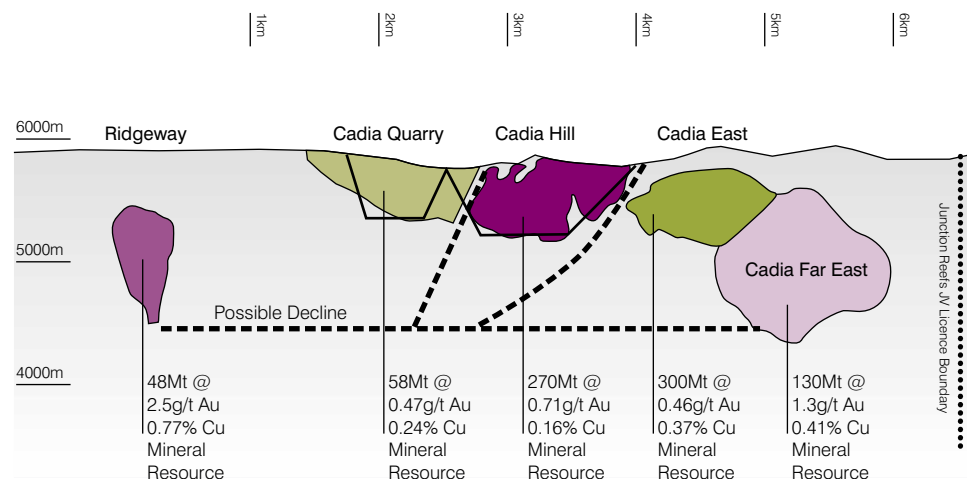 1km
2km
3km
4km
5km
6km
6000m
Ridgeway
Cadia Quarry
Cadia Hill
Cadia East
5000m
Cadia Far East
Possible Decline
4000m
48Mt @
2.5g/t Au
0.77% Cu
Mineral
Resource
58Mt @
0.47g/t Au
0.24% Cu
Mineral
Resource
270Mt @
0.71g/t Au
0.16% Cu
Mineral
Resource
300Mt @
0.46g/t Au
0.37% Cu
Mineral
Resource
130Mt @
1.3g/t Au
0.41% Cu
Mineral
Resource
Junction Reefs JV Licence Boundary